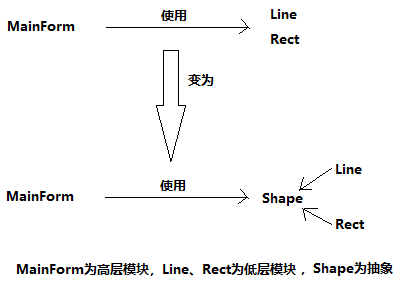 使用
MainForm
Line
Rect
变为
使用
MainForm
Shape
Line
Rect
MainForm为高层模块，Line、Rect为低层模块 ，Shape为抽象